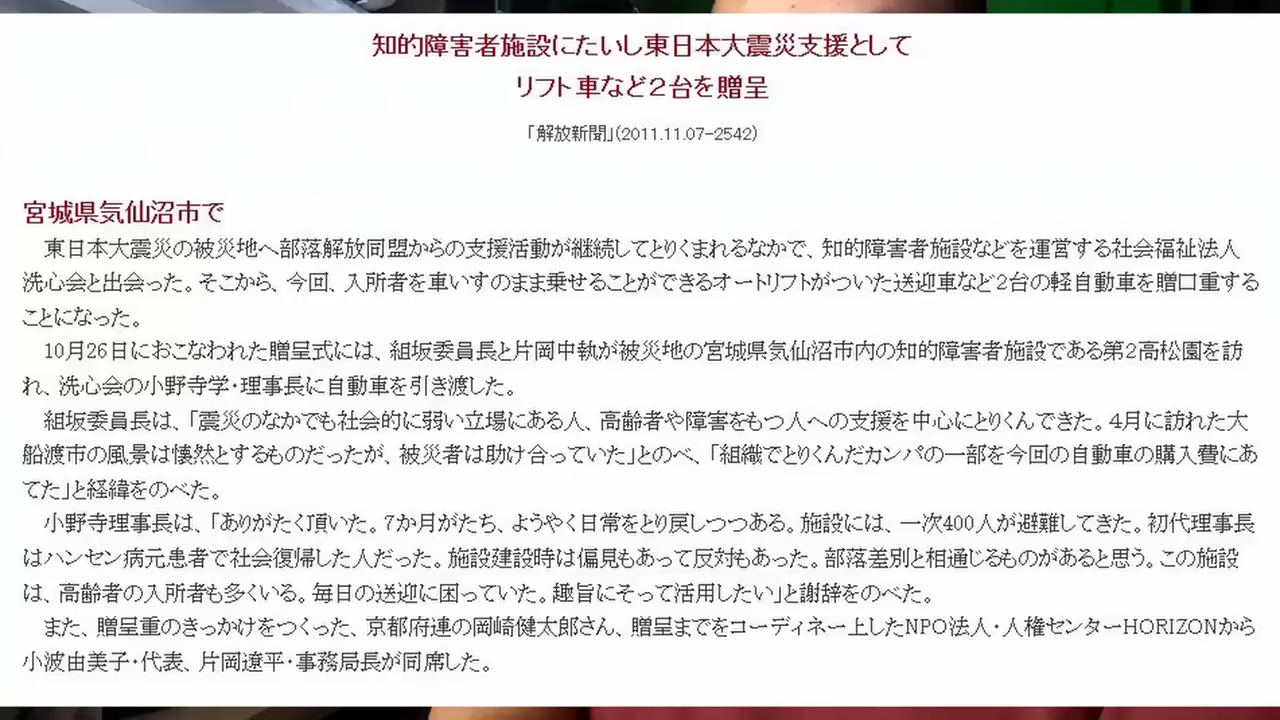 知的障害者施設にたいし東日本大震災支援として
リフト車など２台を贈呈
「解放新聞」(2011.11.07-2542)
宮城県気仙沼市で
東日本大震災の被災地へ部落解放同盟からの支援活動が継続してとりくまれるなかで、知的障害者施設などを運営する社会福祉法人
洗心会と出会った。そこから、今回、入所者を車いすのまま乗せることができるオートリフトがついた送迎車など2台の軽自動車を贈口重する
ことになった。
10月26日におこなわれた贈呈式には、組坂委員長と片岡中執が被災地の宮城県気仙沼市内の知的障害者施設である第2高松園を訪
れ、洗心会の小野寺学･理事長に自動車を引き渡した。
組坂委員長は、「震災のなかでも社会的に弱い立場にある人、高齢者や障害をもつ人への支援を中心にとりくんできた。4月に訪れた大
船渡市の風景は悽然とするものだったが、被災者は助け合っていた」とのべ、「組織でとりくんだカンパの一部を今回の自動車の購入費にあ
てた」と経緯をのべた。
小野寺理事長は、「ありがたく頂いた。7か月がたち、ようやく日常をとり戻しつつある。施設には、一次400人が避難してきた。初代理事長
はハンセン病元患者で社会復帰した人だった。施設建設時は偏見もあって反対もあった。部落差別と相通じるものがあると思う。この施設
は、高齢者の入所者も多くいる。毎日の送迎に困っていた。趣旨にそって活用したい」と謝辞をのべた。
また、贈呈重のきっかけをつくった、京都府連の岡崎健太郎さん、贈呈までをコーディネー上したNPO法人･人権センターHORIZONから
小波由美子･代表、片岡遼平･事務局長が同席した。